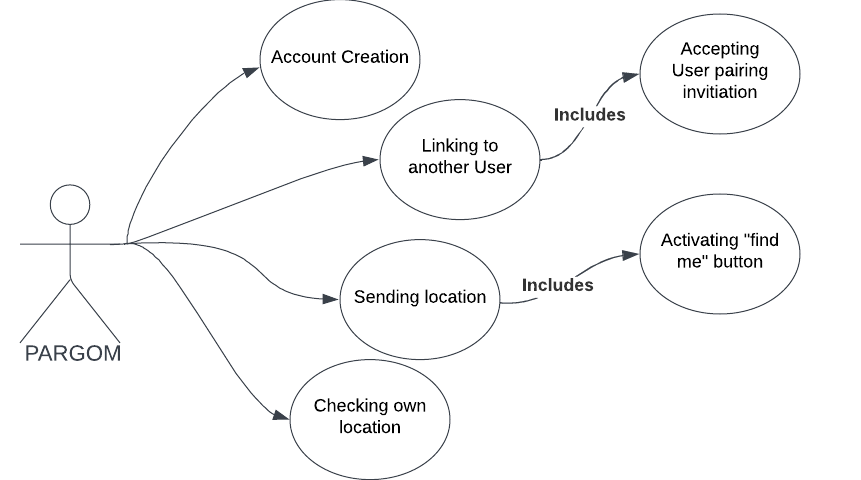 Account Creation
Accepting
User pairing
invitiation
Includes
Linking to
another User
Activating "find
me" button
Includes
Sending location
PARGOM
Checking own
location